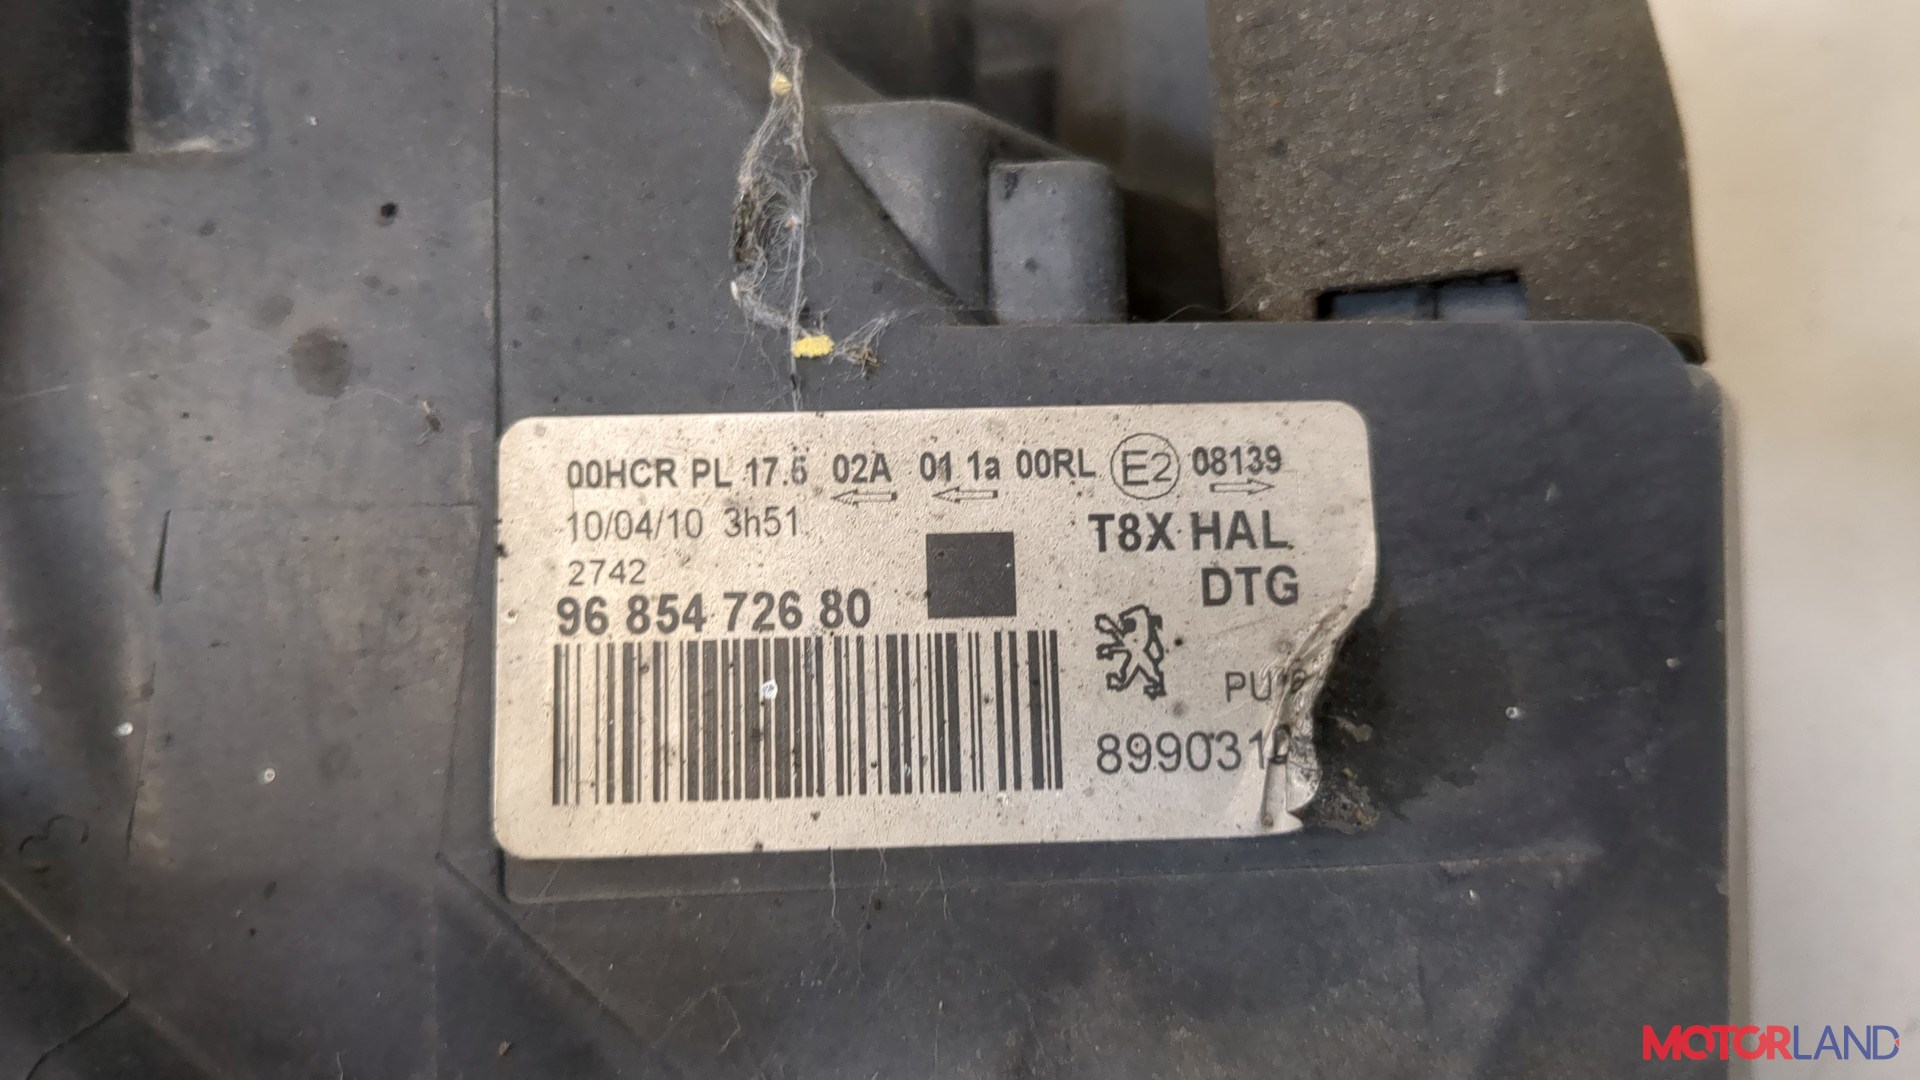 00HCR PL 17.5 02A 01 1a 00RL E2 08139
10/04/10 3h51
2742
96 854 726 80
T8X HAL
DTG
MOTORLAND